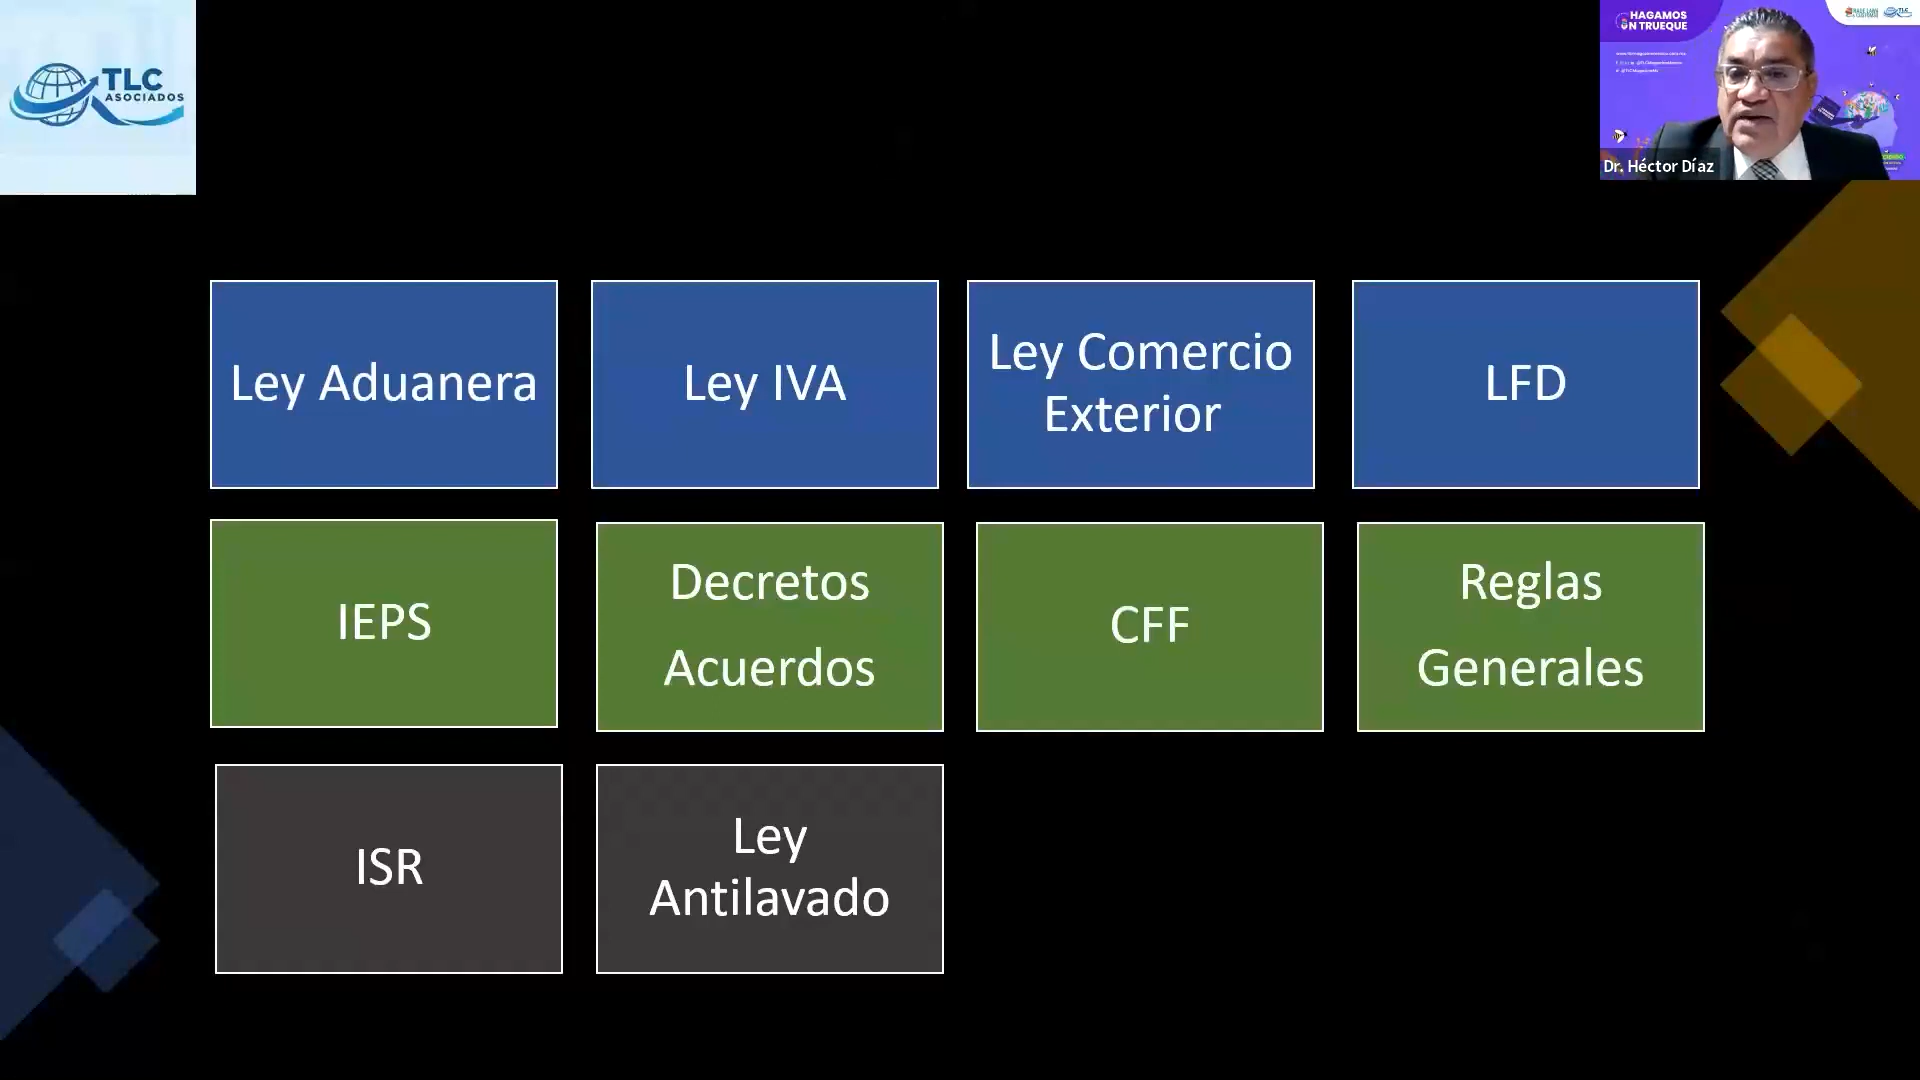 TLC
ASOCIADOS
HAGAMOS
UN TRUEQUE
Dr. Héctor Díaz
Ley Aduanera
Ley IVA
Ley Comercio
Exterior
LFD
IEPS
Decretos
Acuerdos
CFF
Reglas
Generales
ISR
Ley
Antilavado